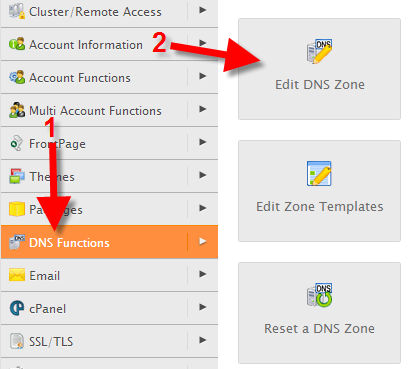 Cluster/Remote Access
Account Information
2
Account Functions
Multi Account Functions
1
FrontPage
Themes
Packages
DNS Functions
Email
cPanel
SSL/TLS
DNS
Edit DNS Zone
Edit Zone Templates
DNS
Reset a DNS Zone